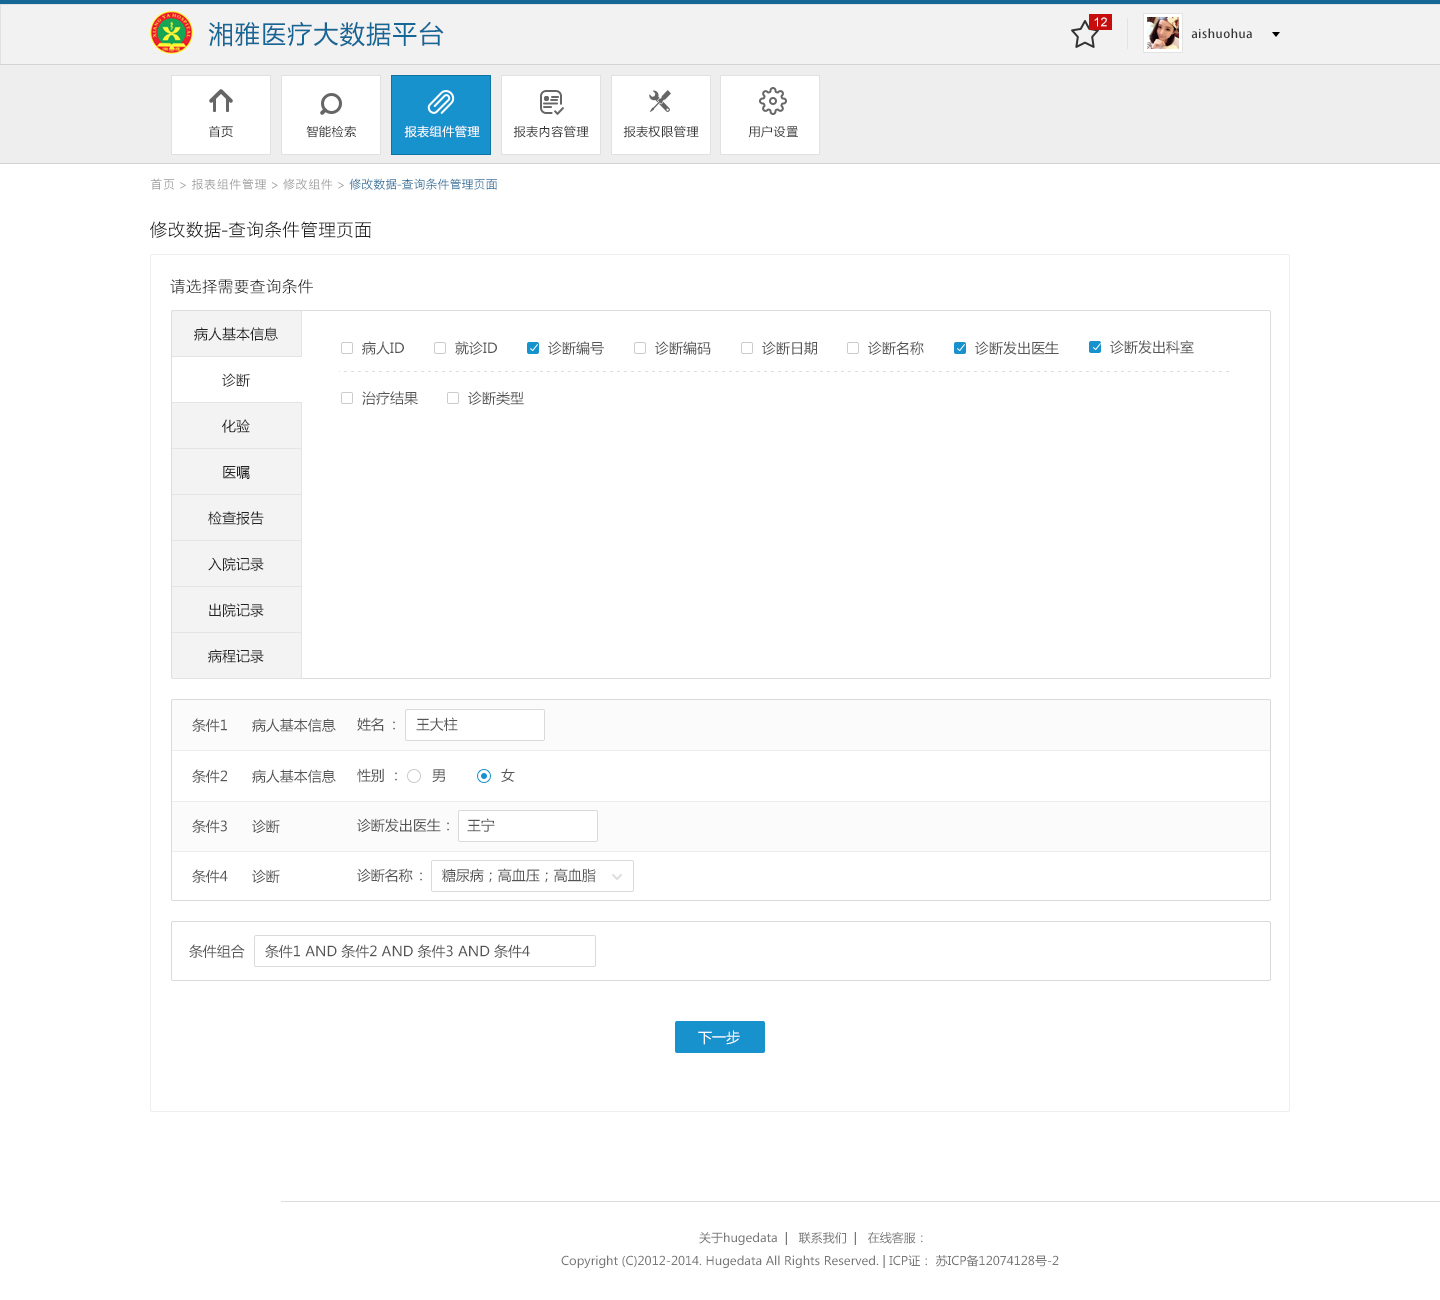 湘雅医疗大数据平台
12
aishuohua
首页 智能检索 报表组件管理 报表内容管理 报表权限管理 用户设置
首页 > 报表组件管理 > 修改组件 > 修改数据-查询条件管理页面
修改数据-查询条件管理页面
请选择需要查询条件
病人基本信息
诊断
化验
医嘱
检查报告
入院记录
出院记录
病程记录
病人ID 就诊ID 诊断编号 诊断编码 诊断日期 诊断名称 诊断发出医生 诊断发出科室
治疗结果 诊断类型
条件1 病人基本信息 姓名 : 王大柱
条件2 病人基本信息 性别 : 男 女
条件3 诊断 诊断发出医生 : 王宁
条件4 诊断 诊断名称 : 糖尿病 ; 高血压 ; 高血脂
条件组合 条件1 AND 条件2 AND 条件3 AND 条件4
下一步
关于hugedata | 联系我们 | 在线客服 :
Copyright (C)2012-2014. Hugedata All Rights Reserved. | ICP证 : 苏ICP备12074128号-2